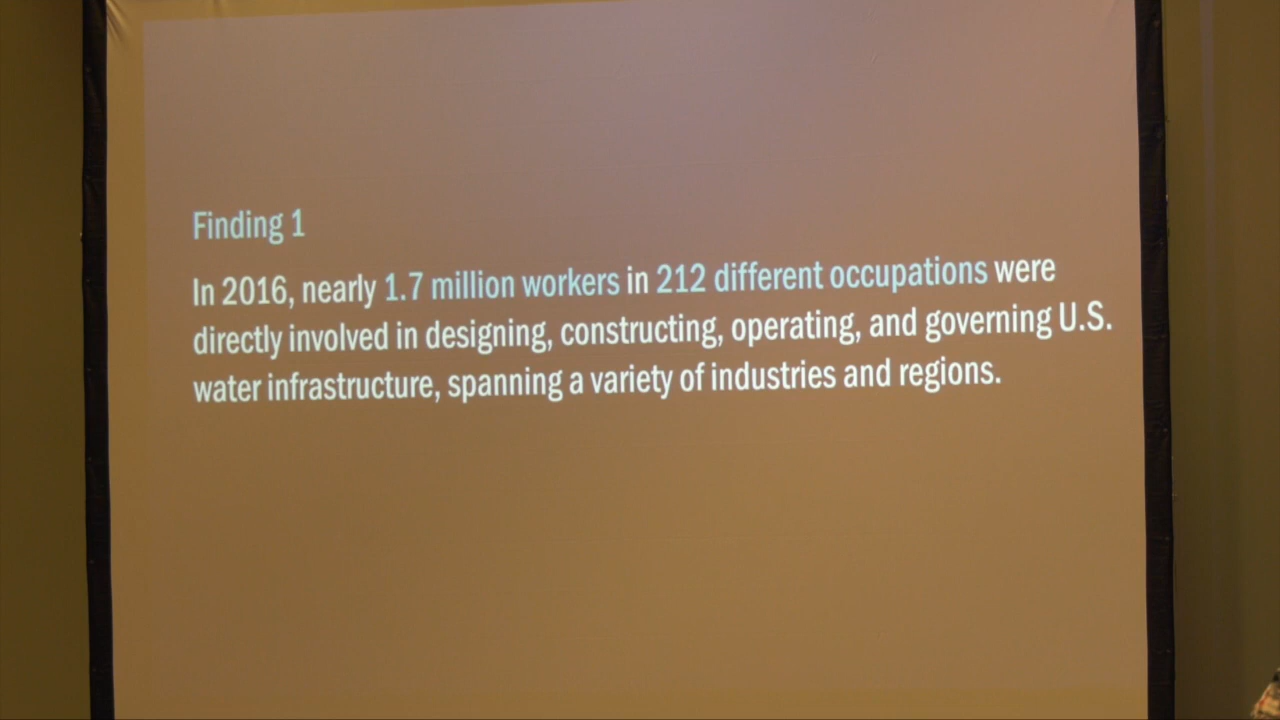 Finding 1
In 2016, nearly 1.7 million workers in 212 different occupations were
directly involved in designing, constructing, operating, and governing U.S.
water infrastructure, spanning a variety of industries and regions.